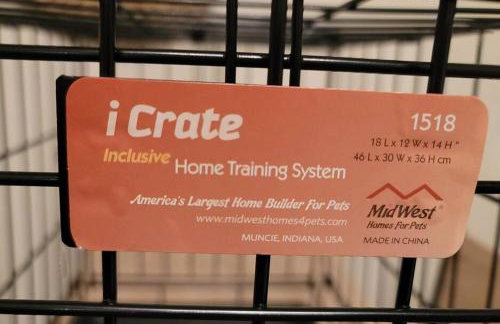 i Crate
Inclusive Home Training System
America's Largest Home Builder For Pets
www.midwesthomes4pets.com
MUNCIE, INDIANA, USA
1518
18 L x 12 W x 14 H "
46 L x 30 W x 36 H cm
MidWest®
Homes For Pets
MADE IN CHINA